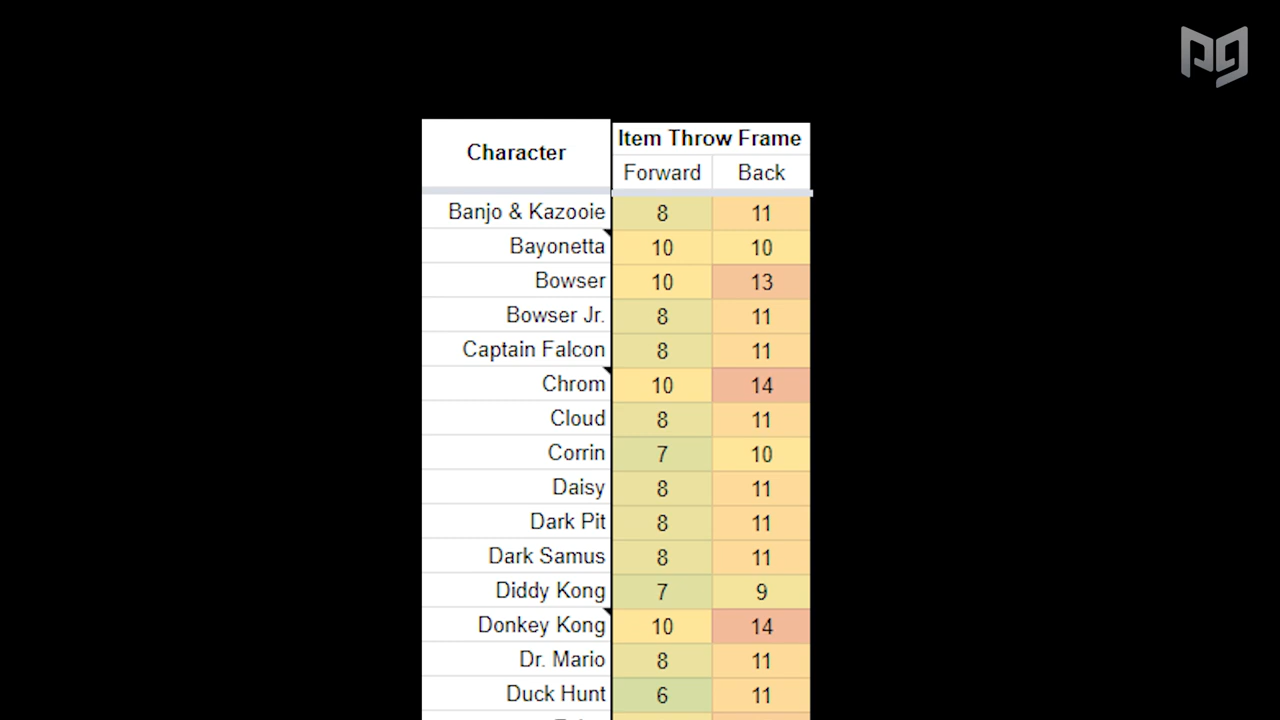 PG
Character Item Throw Frame
Forward Back
Banjo & Kazooie 8 11
Bayonetta 10 10
Bowser 10 13
Bowser Jr. 8 11
Captain Falcon 8 11
Chrom 10 14
Cloud 8 11
Corrin 7 10
Daisy 8 11
Dark Pit 8 11
Dark Samus 8 11
Diddy Kong 7 9
Donkey Kong 10 14
Dr. Mario 8 11
Duck Hunt 6 11